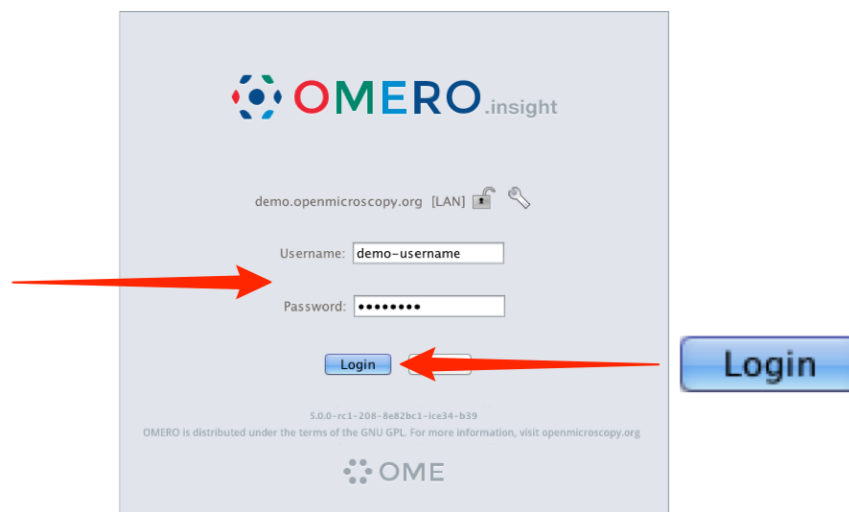 OMERO.insight
demo.openmicroscopy.org [LAN]
Username: demo-username
Password: ••••••••
Login
Login
5.0.0-rc1-208-8e82bc1-ice34-b39
OMERO is distributed under the terms of the GNU GPL. For more information, visit openmicroscopy.org
OME